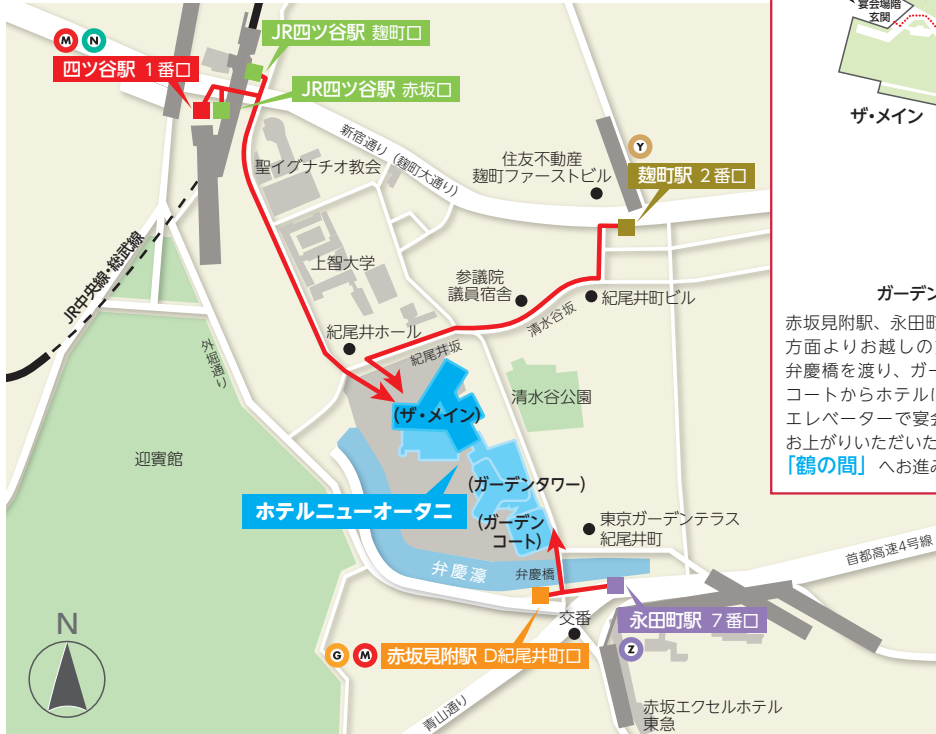 M N
四ツ谷駅 1番口
JR四ツ谷駅 麹町口
JR四ツ谷駅 赤坂口
新宿通り（麹町大通り）
聖イグナチオ教会
住友不動産
麹町ファーストビル
Y
麹町駅 2番口
JR中央線・総武線
上智大学
参議院
議員宿舎
紀尾井町ビル
清水谷坂
紀尾井ホール
紀尾井坂
外堀通り
清水谷公園
迎賓館
(ザ・メイン)
(ガーデンタワー)
ホテルニューオータニ
(ガーデン
コート)
東京ガーデンテラス
紀尾井町
首都高速4号線
弁慶濠
弁慶橋
交番
永田町駅 7番口
Z
G M 赤坂見附駅 D紀尾井町口
N
青山通り
赤坂エクセルホテル
東急
宴会場階
玄関
ザ・メイン
ガーデン
赤坂見附駅、永田町
方面よりお越しの
弁慶橋を渡り、ガー
コートからホテルに
エレベーターで宴会
お上がりいただいた
「鶴の間」へお進み